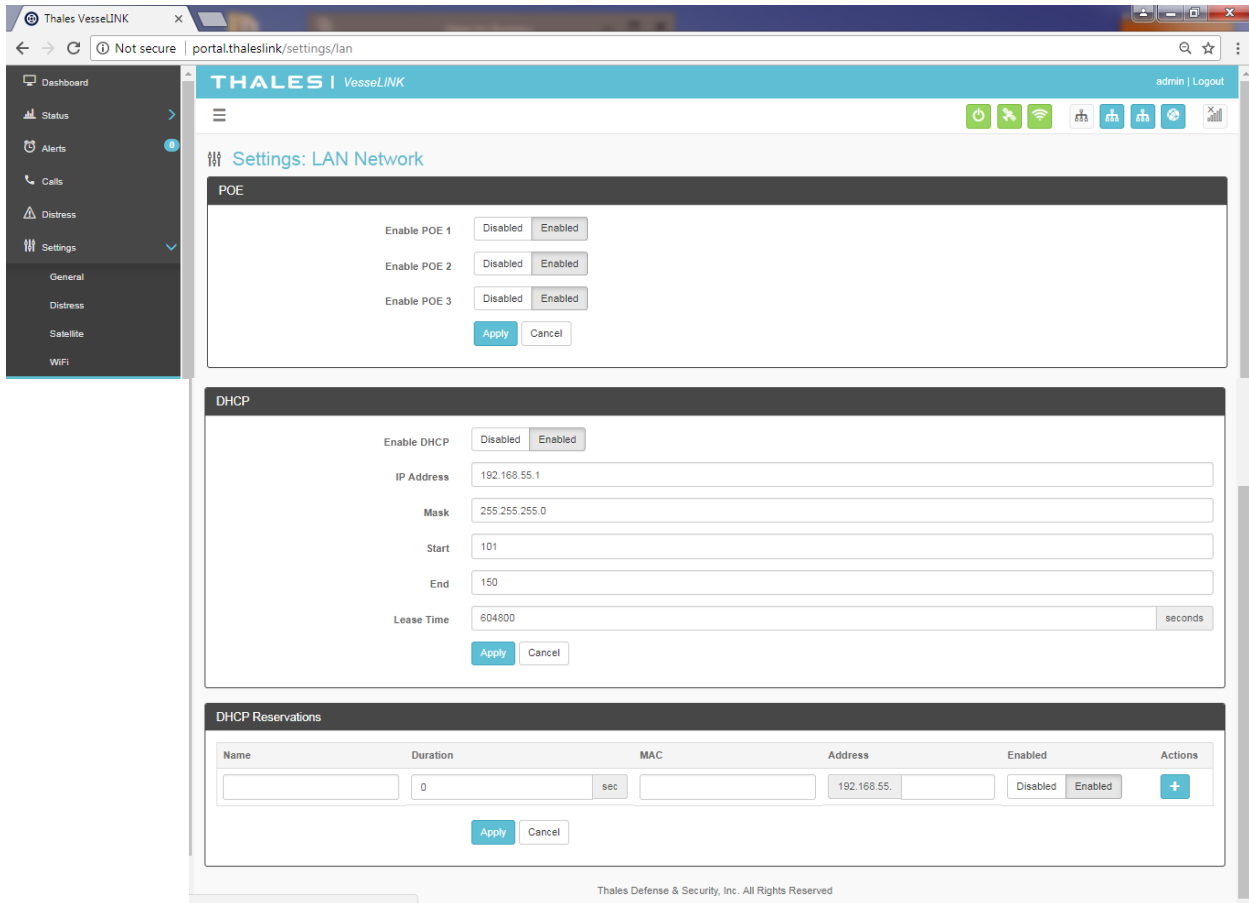 Thales VesseLINK
Not secure | portal.thaleslink/settings/lan
Dashboard
Status
Alerts 0
Calls
Distress
Settings
General
Distress
Satellite
WiFi
THALES | VesseLINK admin | Logout
Settings: LAN Network
POE
Enable POE 1 Disabled Enabled
Enable POE 2 Disabled Enabled
Enable POE 3 Disabled Enabled
Apply Cancel
DHCP
Enable DHCP Disabled Enabled
IP Address 192.168.55.1
Mask 255.255.255.0
Start 101
End 150
Lease Time 604800 seconds
Apply Cancel
DHCP Reservations
Name Duration MAC Address Enabled Actions
0 sec 192.168.55. Disabled Enabled +
Apply Cancel
Thales Defense & Security, Inc. All Rights Reserved